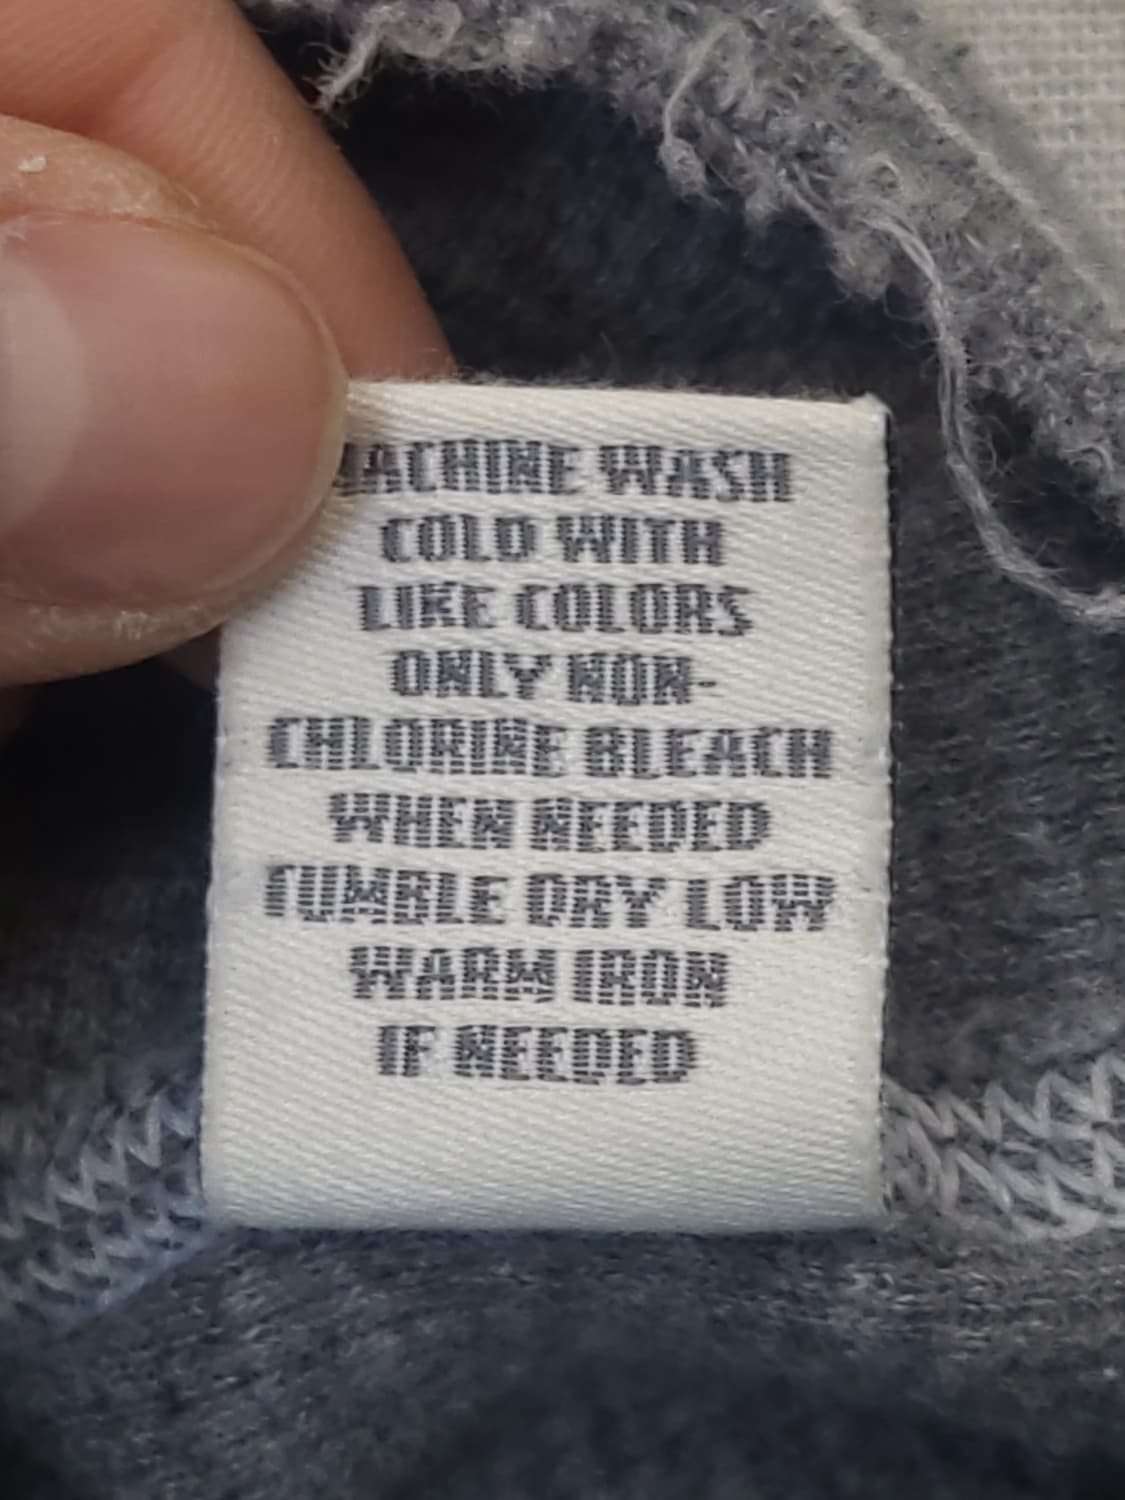 MACHINE WASH
COLD WITH
LIKE COLORS
ONLY NON-
CHLORINE BLEACH
WHEN NEEDED
TUMBLE DRY LOW
WARM IRON
IF NEEDED